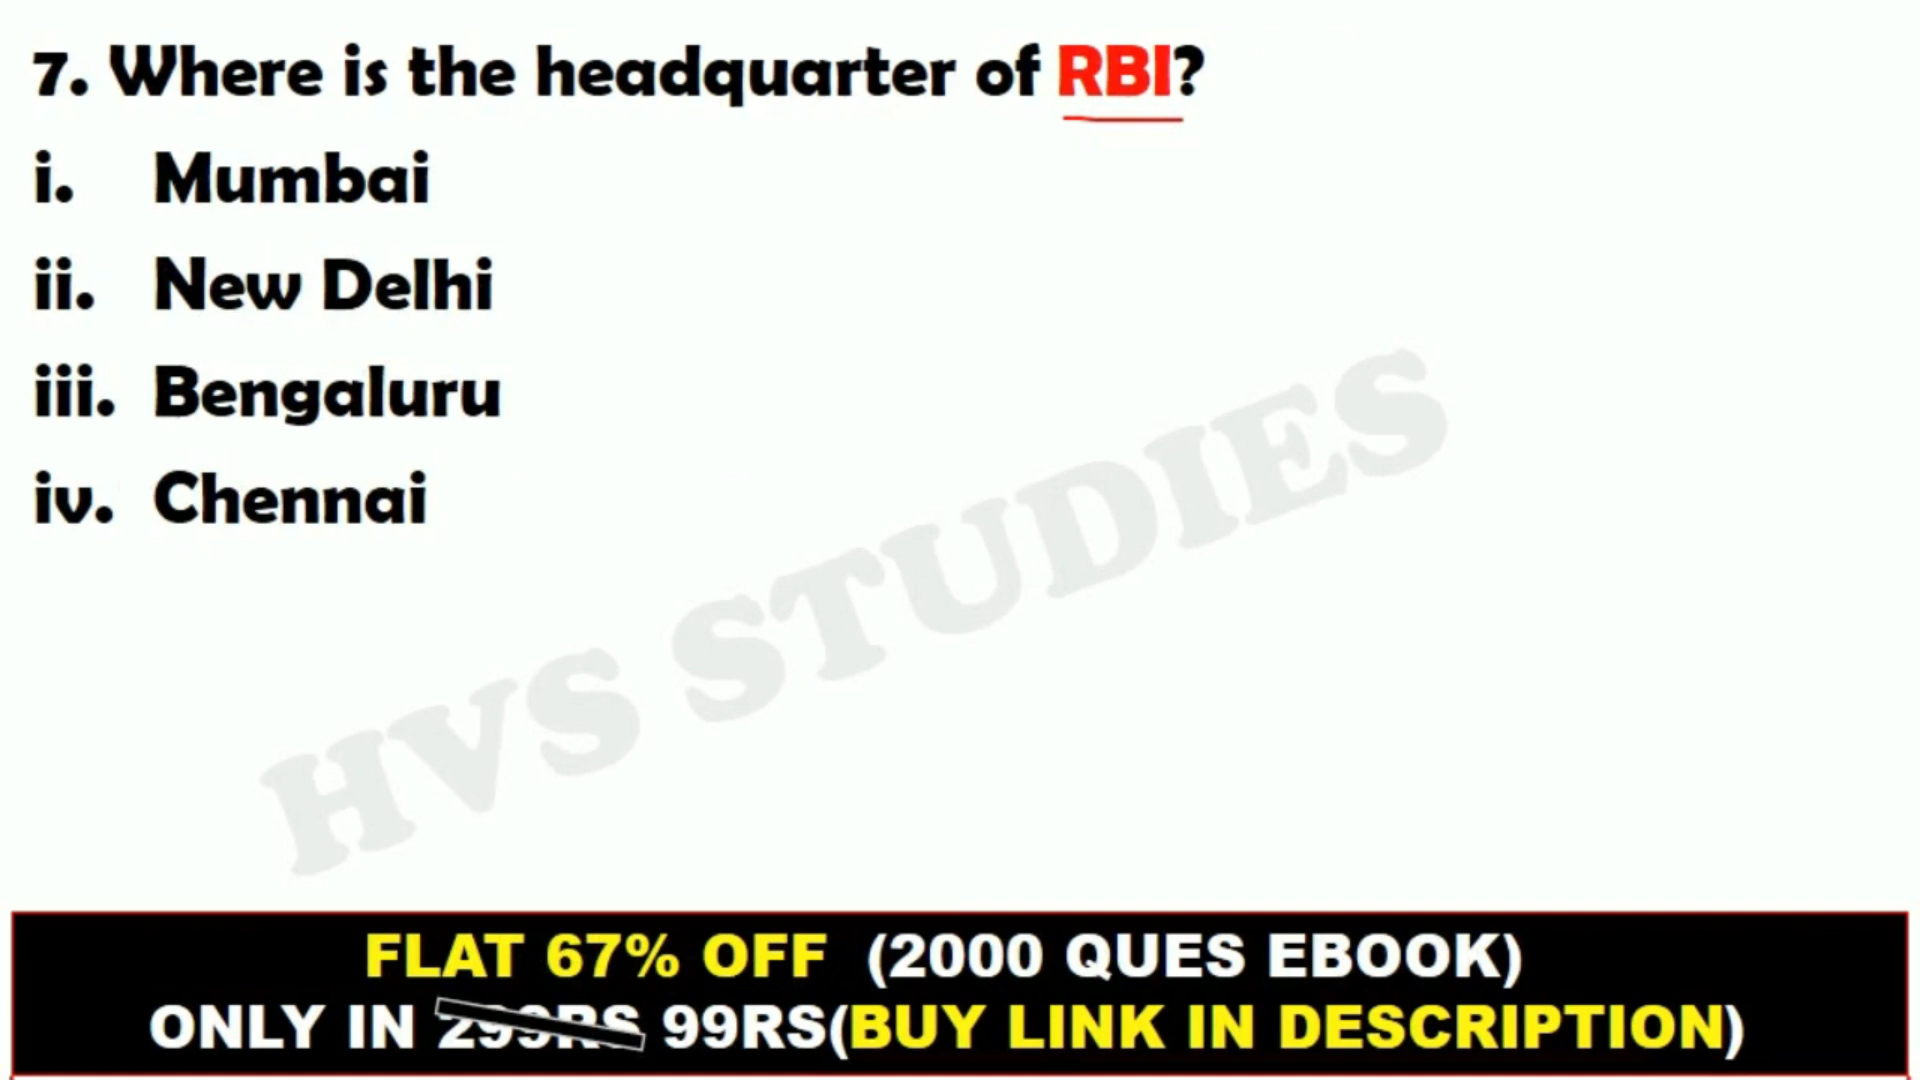 7. Where is the headquarter of RBI?
i. Mumbai
ii. New Delhi
iii. Bengaluru
iv. Chennai
HVS STUDIES
FLAT 67% OFF (2000 QUES EBOOK)
ONLY IN 299RS 99RS(BUY LINK IN DESCRIPTION)